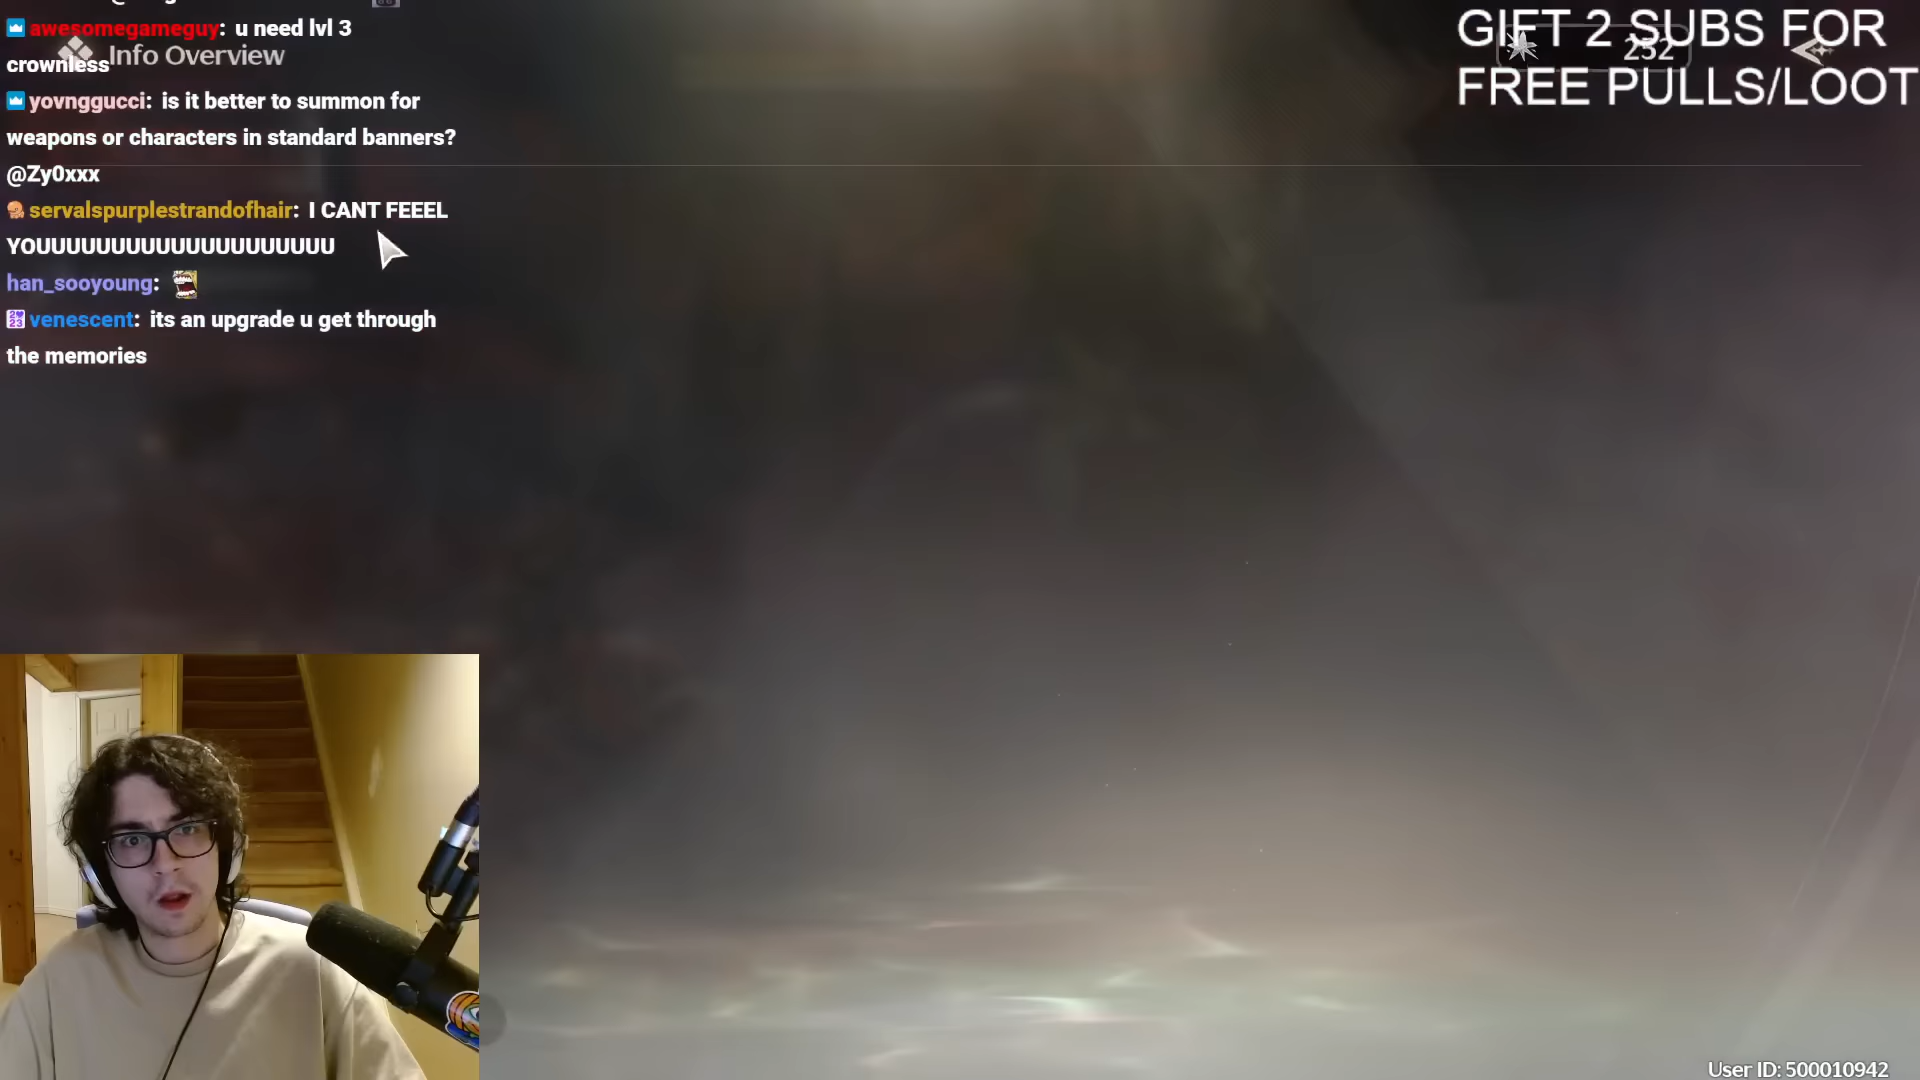 awesomegameguy: u need lvl 3
crownless
Info Overview
yovnggucci: is it better to summon for
weapons or characters in standard banners?
@Zy0xxx
servalspurplestrandofhair: I CANT FEEEL
YOUUUUUUUUUUUUUUUUUUUU
han_sooyoung:
venescent: its an upgrade u get through
the memories
GIFT 2 SUBS FOR
252
FREE PULLS/LOOT
User ID: 500010942